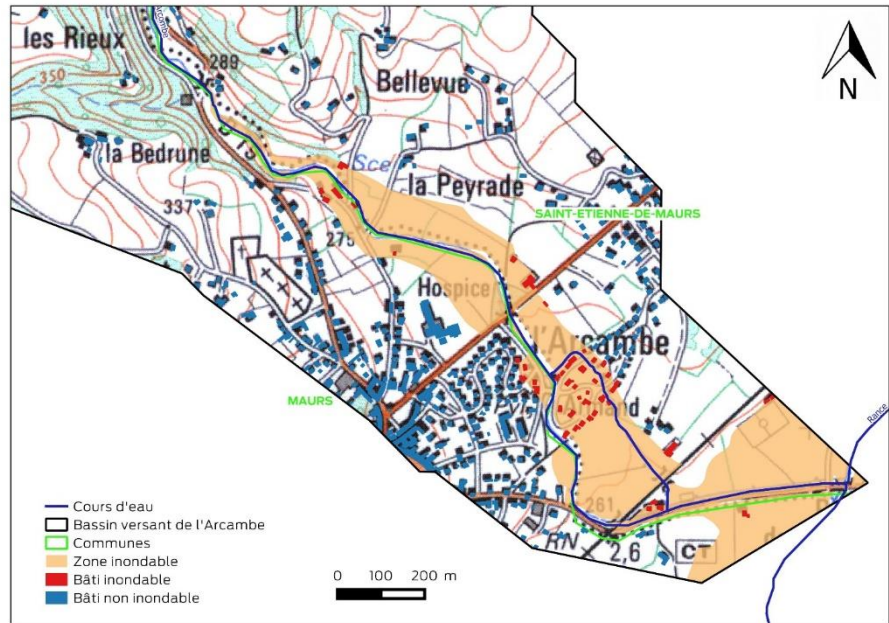 Arcambe
les Rieux
289
350
Bellevue
N
la Bedrune
Sce
la Peyrade
337
SAINT-ETIENNE-DE-MAURS
275
Hospice
l'Arcambe
MAURS
Rance
Cours d'eau
Bassin versant de l'Arcambe
Communes
Zone inondable
Bâti inondable
Bâti non inondable
0 100 200 m
261
RN
2,6
CT
d